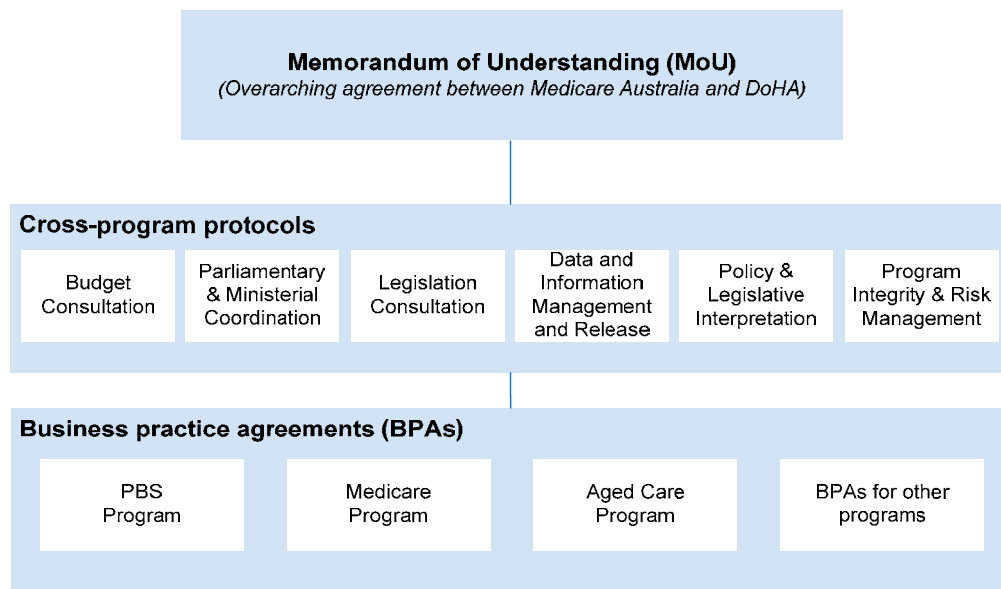 Memorandum of Understanding (MoU)
(Overarching agreement between Medicare Australia and DoHA)
Cross-program protocols
Budget
Consultation
Parliamentary
& Ministerial
Coordination
Legislation
Consultation
Data and
Information
Management
and Release
Policy &
Legislative
Interpretation
Program
Integrity & Risk
Management
Business practice agreements (BPAs)
PBS
Program
Medicare
Program
Aged Care
Program
BPAs for other
programs